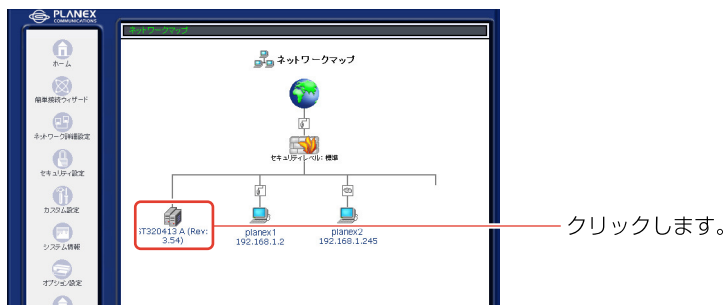 PLANEX
COMMUNICATIONS
ネットワークマップ
ネットワークマップ
ホーム
簡単接続ウィザード
ネットワーク詳細設定
セキュリティ設定
カスタム設定
システム情報
オプション設定
セキュリティレベル: 標準
ST320413 A (Rev:
3.54)
planex1
192.168.1.2
planex2
192.168.1.245
クリックします。